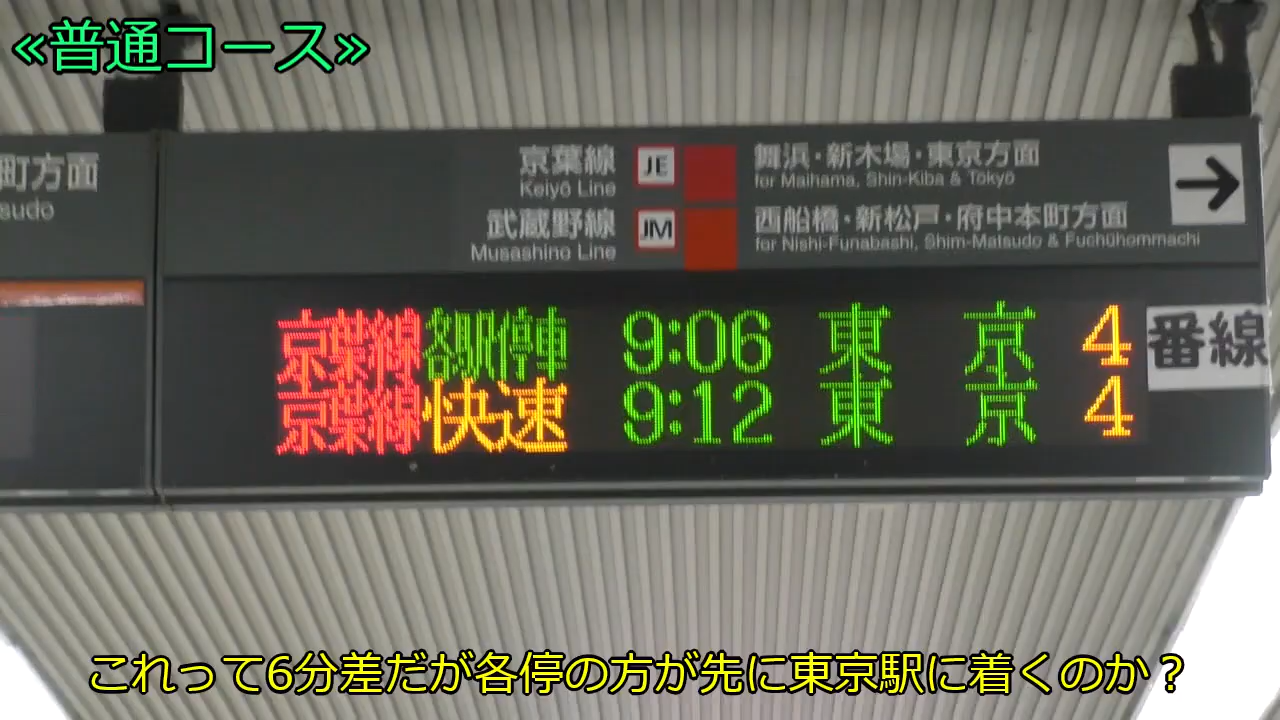 ≪普通コース≫
町方面
sudo
京葉線 JE 舞浜・新木場・東京方面
Keiyō Line for Maihama, Shin-Kiba & Tōkyō
武蔵野線 JM 西船橋・新松戸・府中本町方面
Musashino Line for Nishi-Funabashi, Shim-Matsudo & Fuchūhommachi
京葉線 各駅停車 9:06 東京 4 番線
京葉線 快速 9:12 東京 4
これって6分差だが各停の方が先に東京駅に着くのか？